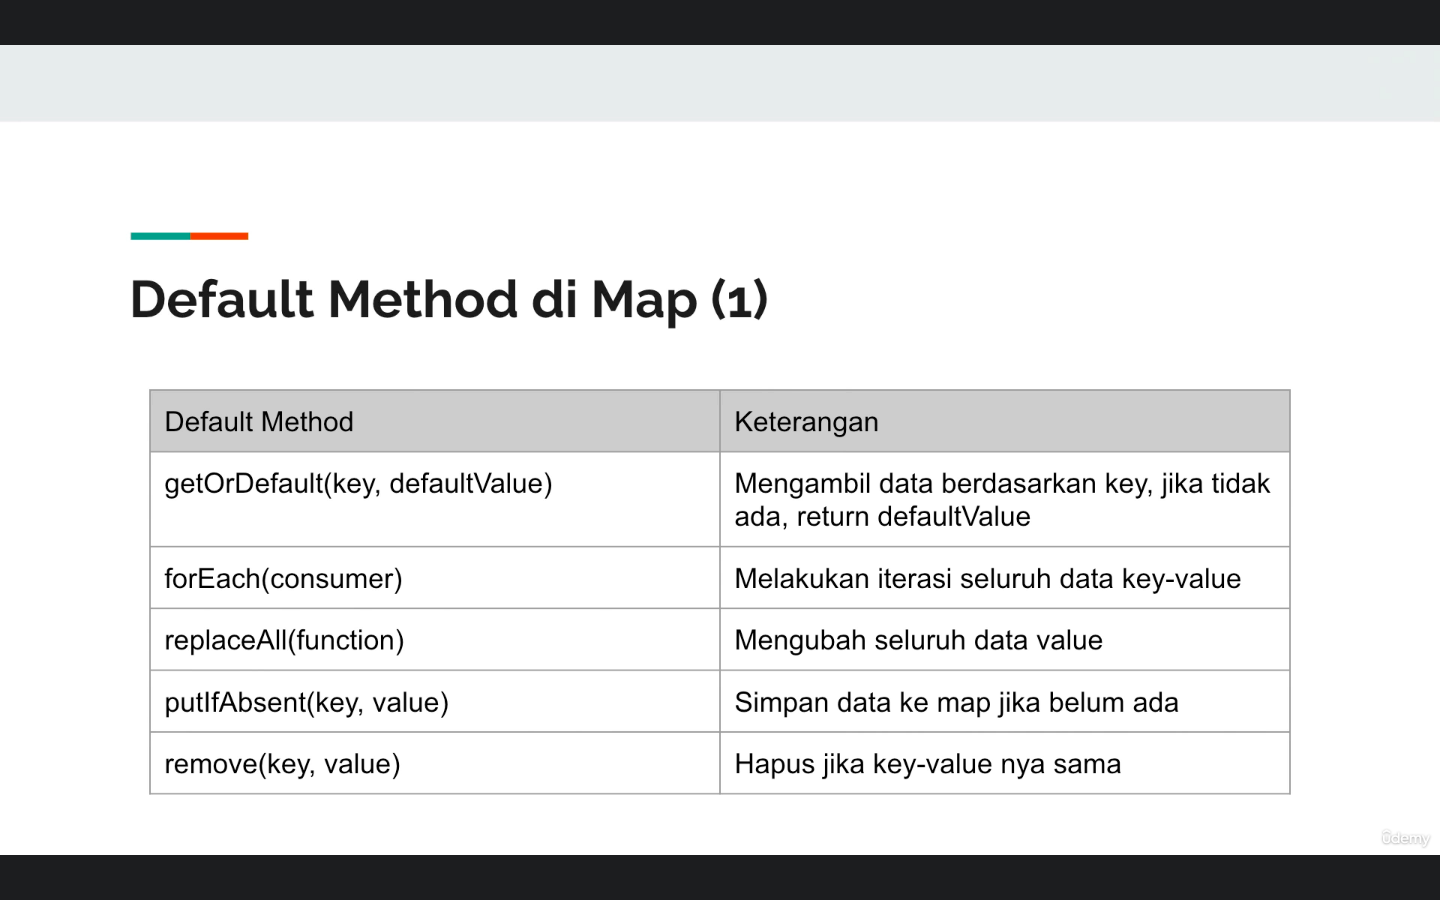 Default Method di Map (1)
Default Method
Keterangan
getOrDefault(key, defaultValue)
Mengambil data berdasarkan key, jika tidak
ada, return defaultValue
forEach(consumer)
Melakukan iterasi seluruh data key-value
replaceAll(function)
Mengubah seluruh data value
putIfAbsent(key, value)
Simpan data ke map jika belum ada
remove(key, value)
Hapus jika key-value nya sama
ûdemy